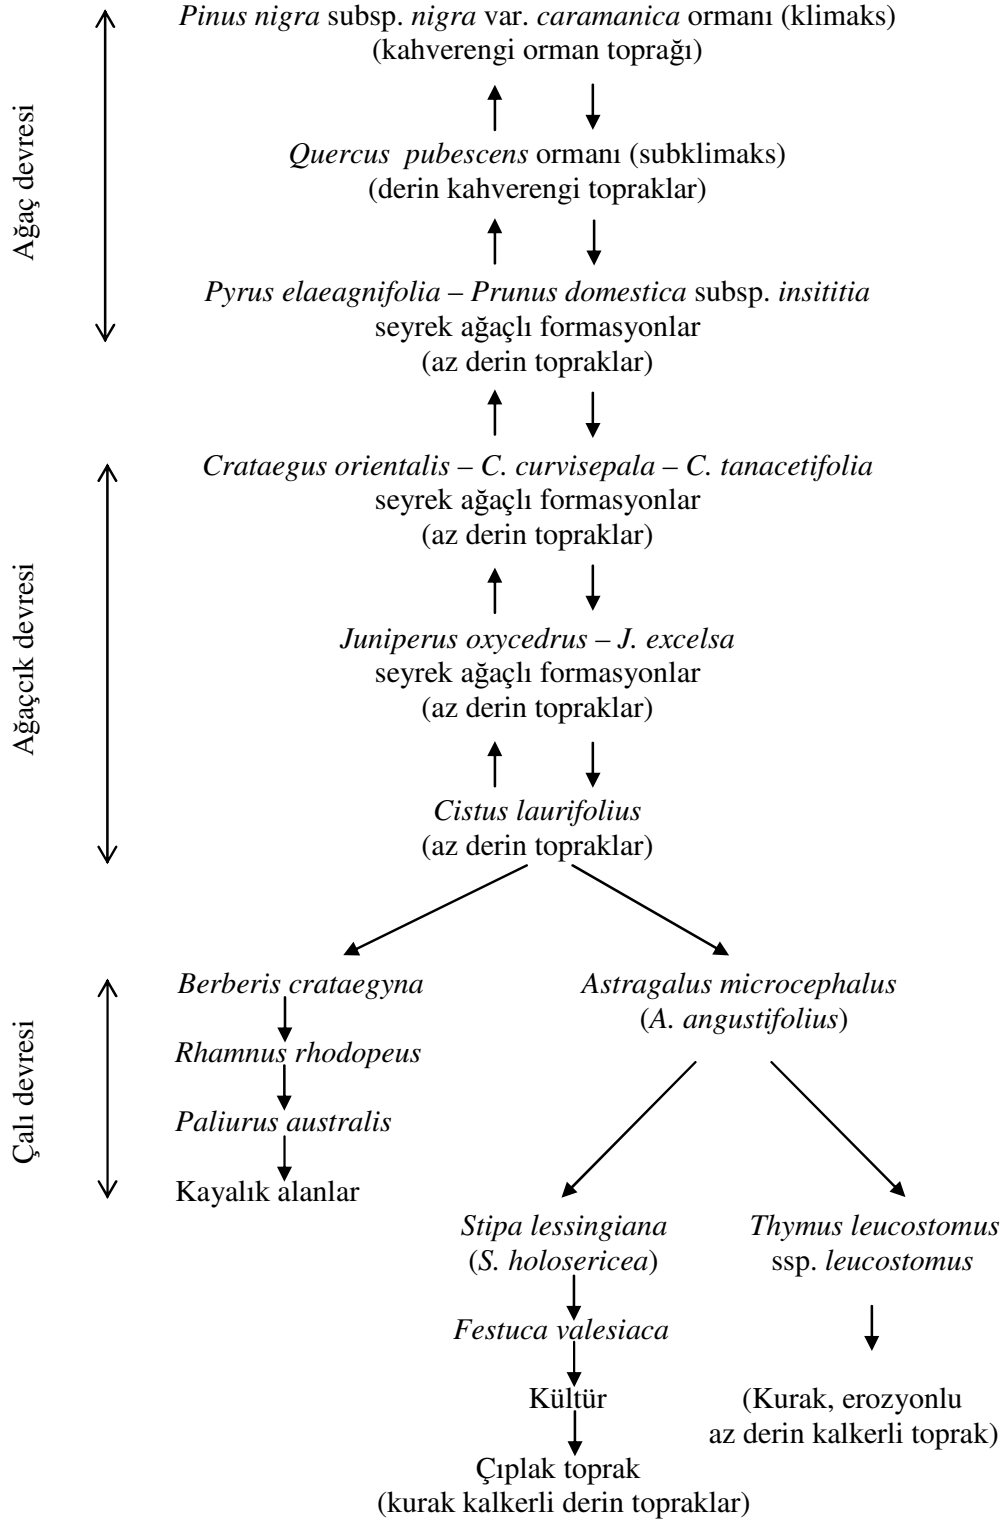 Pinus nigra subsp. nigra var. caramanica ormanı (klimaks)
(kahverengi orman toprağı)
Ağaç devresi
Quercus pubescens ormanı (subklimaks)
(derin kahverengi topraklar)
Pyrus elaeagnifolia – Prunus domestica subsp. insititia
seyrek ağaçlı formasyonlar
(az derin topraklar)
Ağaçcık devresi
Crataegus orientalis – C. curvisepala – C. tanacetifolia
seyrek ağaçlı formasyonlar
(az derin topraklar)
Juniperus oxycedrus – J. excelsa
seyrek ağaçlı formasyonlar
(az derin topraklar)
Cistus laurifolius
(az derin topraklar)
Çalı devresi
Berberis crataegyna
Rhamnus rhodopeus
Paliurus australis
Kayalık alanlar
Astragalus microcephalus
(A. angustifolius)
Stipa lessingiana
(S. holosericea)
Festuca valesiaca
Kültür
Çıplak toprak
(kurak kalkerli derin topraklar)
Thymus leucostomus
ssp. leucostomus
(Kurak, erozyonlu
az derin kalkerli toprak)